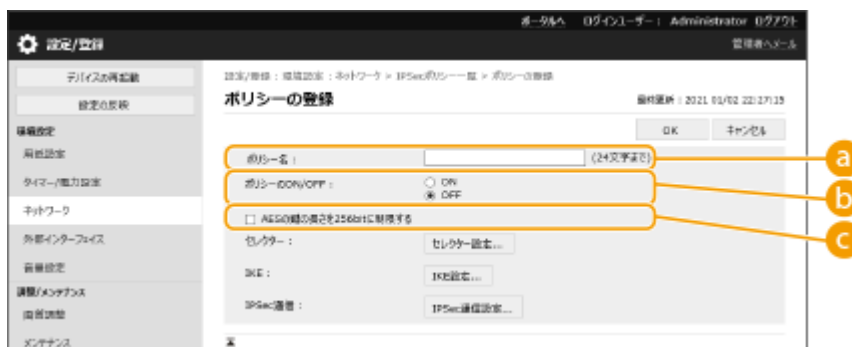 ポータルへ ログインユーザー： Administrator ログアウト
設定/登録
管理者へメール
デバイスの再起動
設定の反映
環境設定
用紙設定
タイマー/電力設定
ネットワーク
外部インターフェイス
音量設定
調整/メンテナンス
画質調整
メンテナンス
設定/登録 : 環境設定 : ネットワーク > IPSecポリシー一覧 > ポリシーの登録
ポリシーの登録
最終更新 : 2021 01/02 22:27:15
OK
キャンセル
ポリシー名 :
(24文字まで)
a
ポリシーのON/OFF :
ON
OFF
b
AESの鍵の長さを256bitに制限する
c
セレクター :
セレクター設定...
IKE :
IKE設定...
IPSec通信 :
IPSec通信設定...